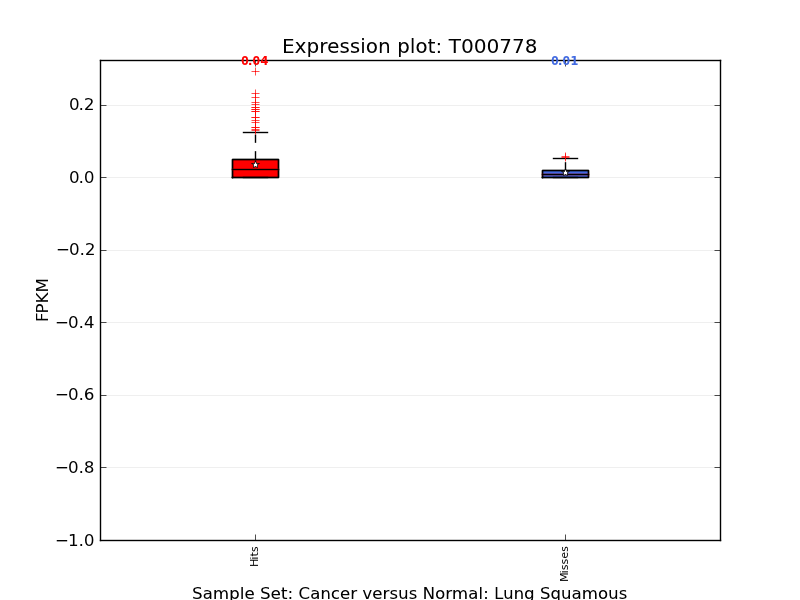 Expression plot: T000778
0.04
0.01
0.2
0.0
−0.2
−0.4
−0.6
−0.8
−1.0
FPKM
Hits
Misses
Sample Set: Cancer versus Normal: Lung Squamous